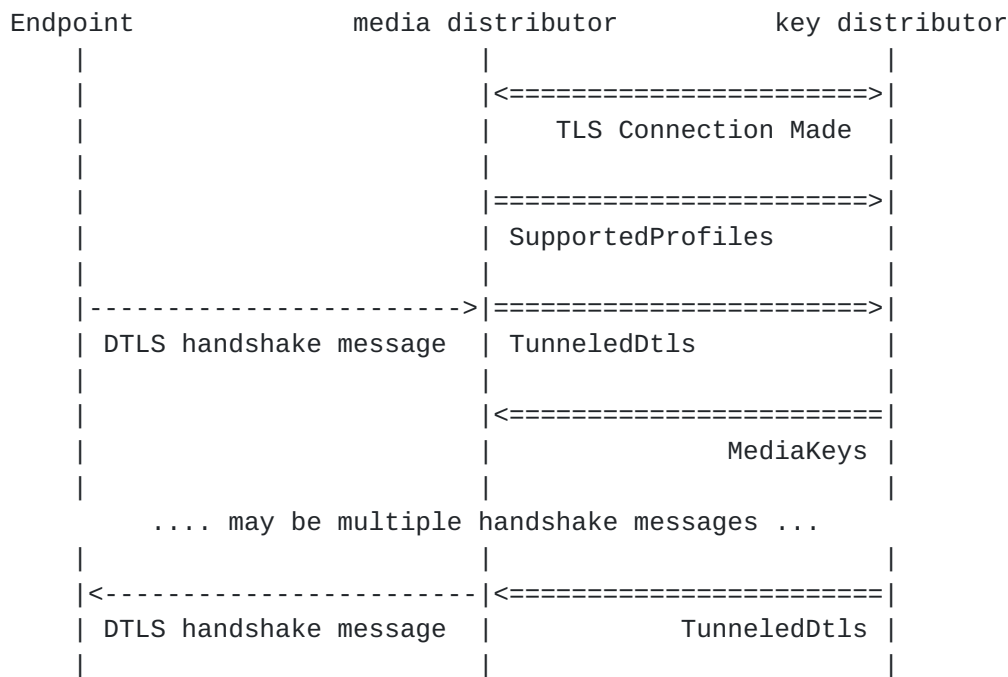 Endpoint media distributor key distributor
| | |
| |<=======================>|
| | TLS Connection Made |
| | |
| |========================>|
| | SupportedProfiles |
| | |
|------------------------>|========================>|
| DTLS handshake message | TunneledDtls |
| | |
| |<========================|
| | MediaKeys |
| | |
.... may be multiple handshake messages ...
| | |
|<------------------------|<========================|
| DTLS handshake message | TunneledDtls |
| | |